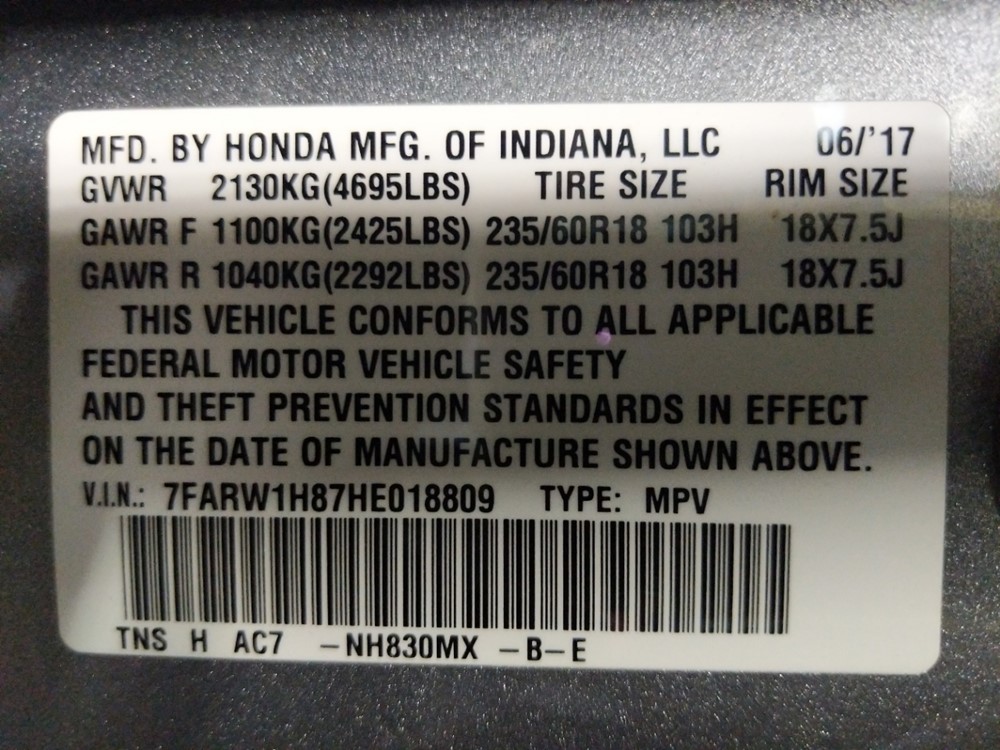 MFD. BY HONDA MFG. OF INDIANA, LLC 06/'17
GVWR 2130KG(4695LBS) TIRE SIZE RIM SIZE
GAWR F 1100KG(2425LBS) 235/60R18 103H 18X7.5J
GAWR R 1040KG(2292LBS) 235/60R18 103H 18X7.5J
THIS VEHICLE CONFORMS TO ALL APPLICABLE
FEDERAL MOTOR VEHICLE SAFETY
AND THEFT PREVENTION STANDARDS IN EFFECT
ON THE DATE OF MANUFACTURE SHOWN ABOVE.
V.I.N.: 7FARW1H87HE018809 TYPE: MPV
TNS H AC7 -NH830MX -B-E